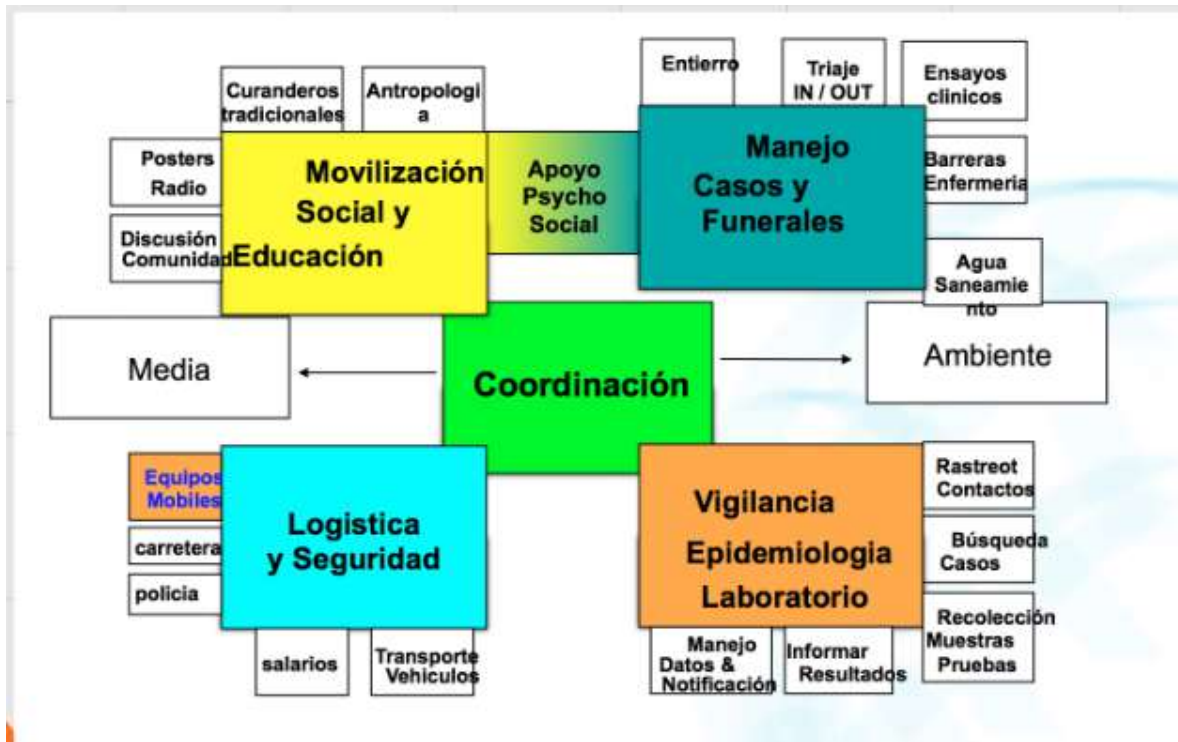 Entierro
Triaje
IN / OUT
Ensayos
clinicos
Curanderos
tradicionales
Antropologi
a
Posters
Radio
Discusión
Comunidad
Movilización
Social y
Educación
Apoyo
Psycho
Social
Manejo
Casos y
Funerales
Barreras
Enfermeria
Agua
Saneamie
nto
Media
Coordinación
Ambiente
Equipos
Mobiles
carretera
policia
Logistica
y Seguridad
salarios
Transporte
Vehiculos
Vigilancia
Epidemiologia
Laboratorio
Rastreot
Contactos
Búsqueda
Casos
Recolección
Muestras
Pruebas
Manejo
Datos &
Notificación
Informar
Resultados